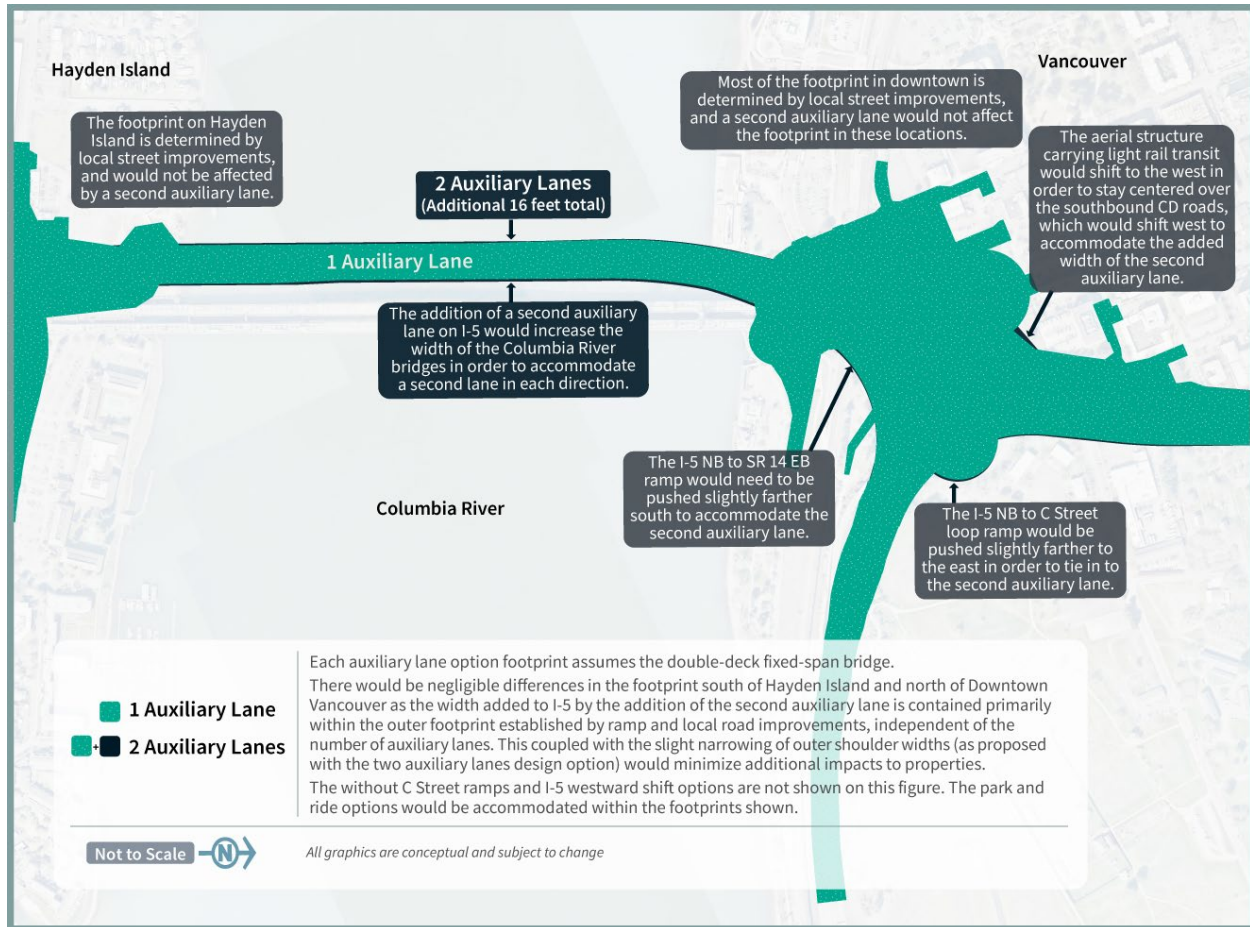 Hayden Island
Vancouver
The footprint on Hayden
Island is determined by
local street improvements,
and would not be affected
by a second auxiliary lane.
Most of the footprint in downtown is
determined by local street improvements,
and a second auxiliary lane would not affect
the footprint in these locations.
The aerial structure
carrying light rail transit
would shift to the west in
order to stay centered over
the southbound CD roads,
which would shift west to
accommodate the added
width of the second
auxiliary lane.
2 Auxiliary Lanes
(Additional 16 feet total)
1 Auxiliary Lane
The addition of a second auxiliary
lane on I-5 would increase the
width of the Columbia River
bridges in order to accommodate
a second lane in each direction.
The I-5 NB to SR 14 EB
ramp would need to be
pushed slightly farther
south to accommodate the
second auxiliary lane.
The I-5 NB to C Street
loop ramp would be
pushed slightly farther to
the east in order to tie in to
the second auxiliary lane.
Columbia River
1 Auxiliary Lane
+ 2 Auxiliary Lanes
Each auxiliary lane option footprint assumes the double-deck fixed-span bridge.
There would be negligible differences in the footprint south of Hayden Island and north of Downtown
Vancouver as the width added to I-5 by the addition of the second auxiliary lane is contained primarily
within the outer footprint established by ramp and local road improvements, independent of the
number of auxiliary lanes. This coupled with the slight narrowing of outer shoulder widths (as proposed
with the two auxiliary lanes design option) would minimize additional impacts to properties.
The without C Street ramps and I-5 westward shift options are not shown on this figure. The park and
ride options would be accommodated within the footprints shown.
Not to Scale N
All graphics are conceptual and subject to change